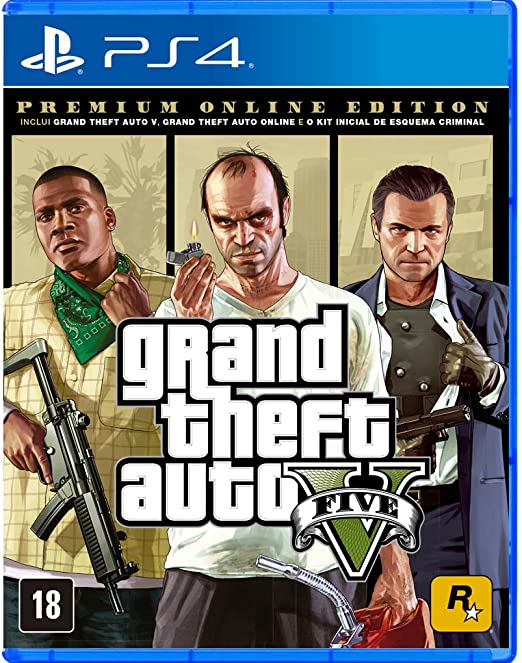 PS4
PREMIUM ONLINE EDITION
INCLUI GRAND THEFT AUTO V, GRAND THEFT AUTO ONLINE E O KIT INICIAL DE ESQUEMA CRIMINAL
grand
theft
auto V
FIVE
18
R